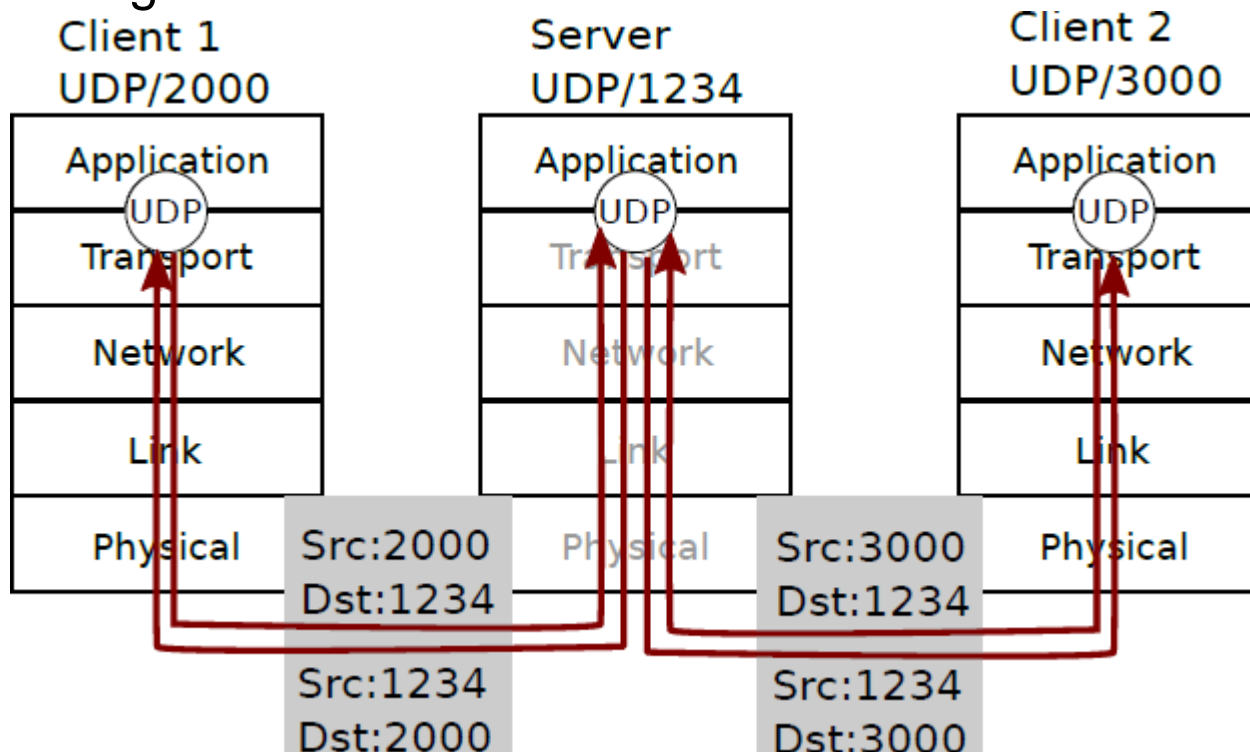 Client 1
UDP/2000
Application
UDP
Transport
Network
Link
Physical
Server
UDP/1234
Application
UDP
Transport
Network
Link
Physical
Client 2
UDP/3000
Application
UDP
Transport
Network
Link
Physical
Src:2000
Dst:1234
Src:1234
Dst:2000
Src:3000
Dst:1234
Src:1234
Dst:3000